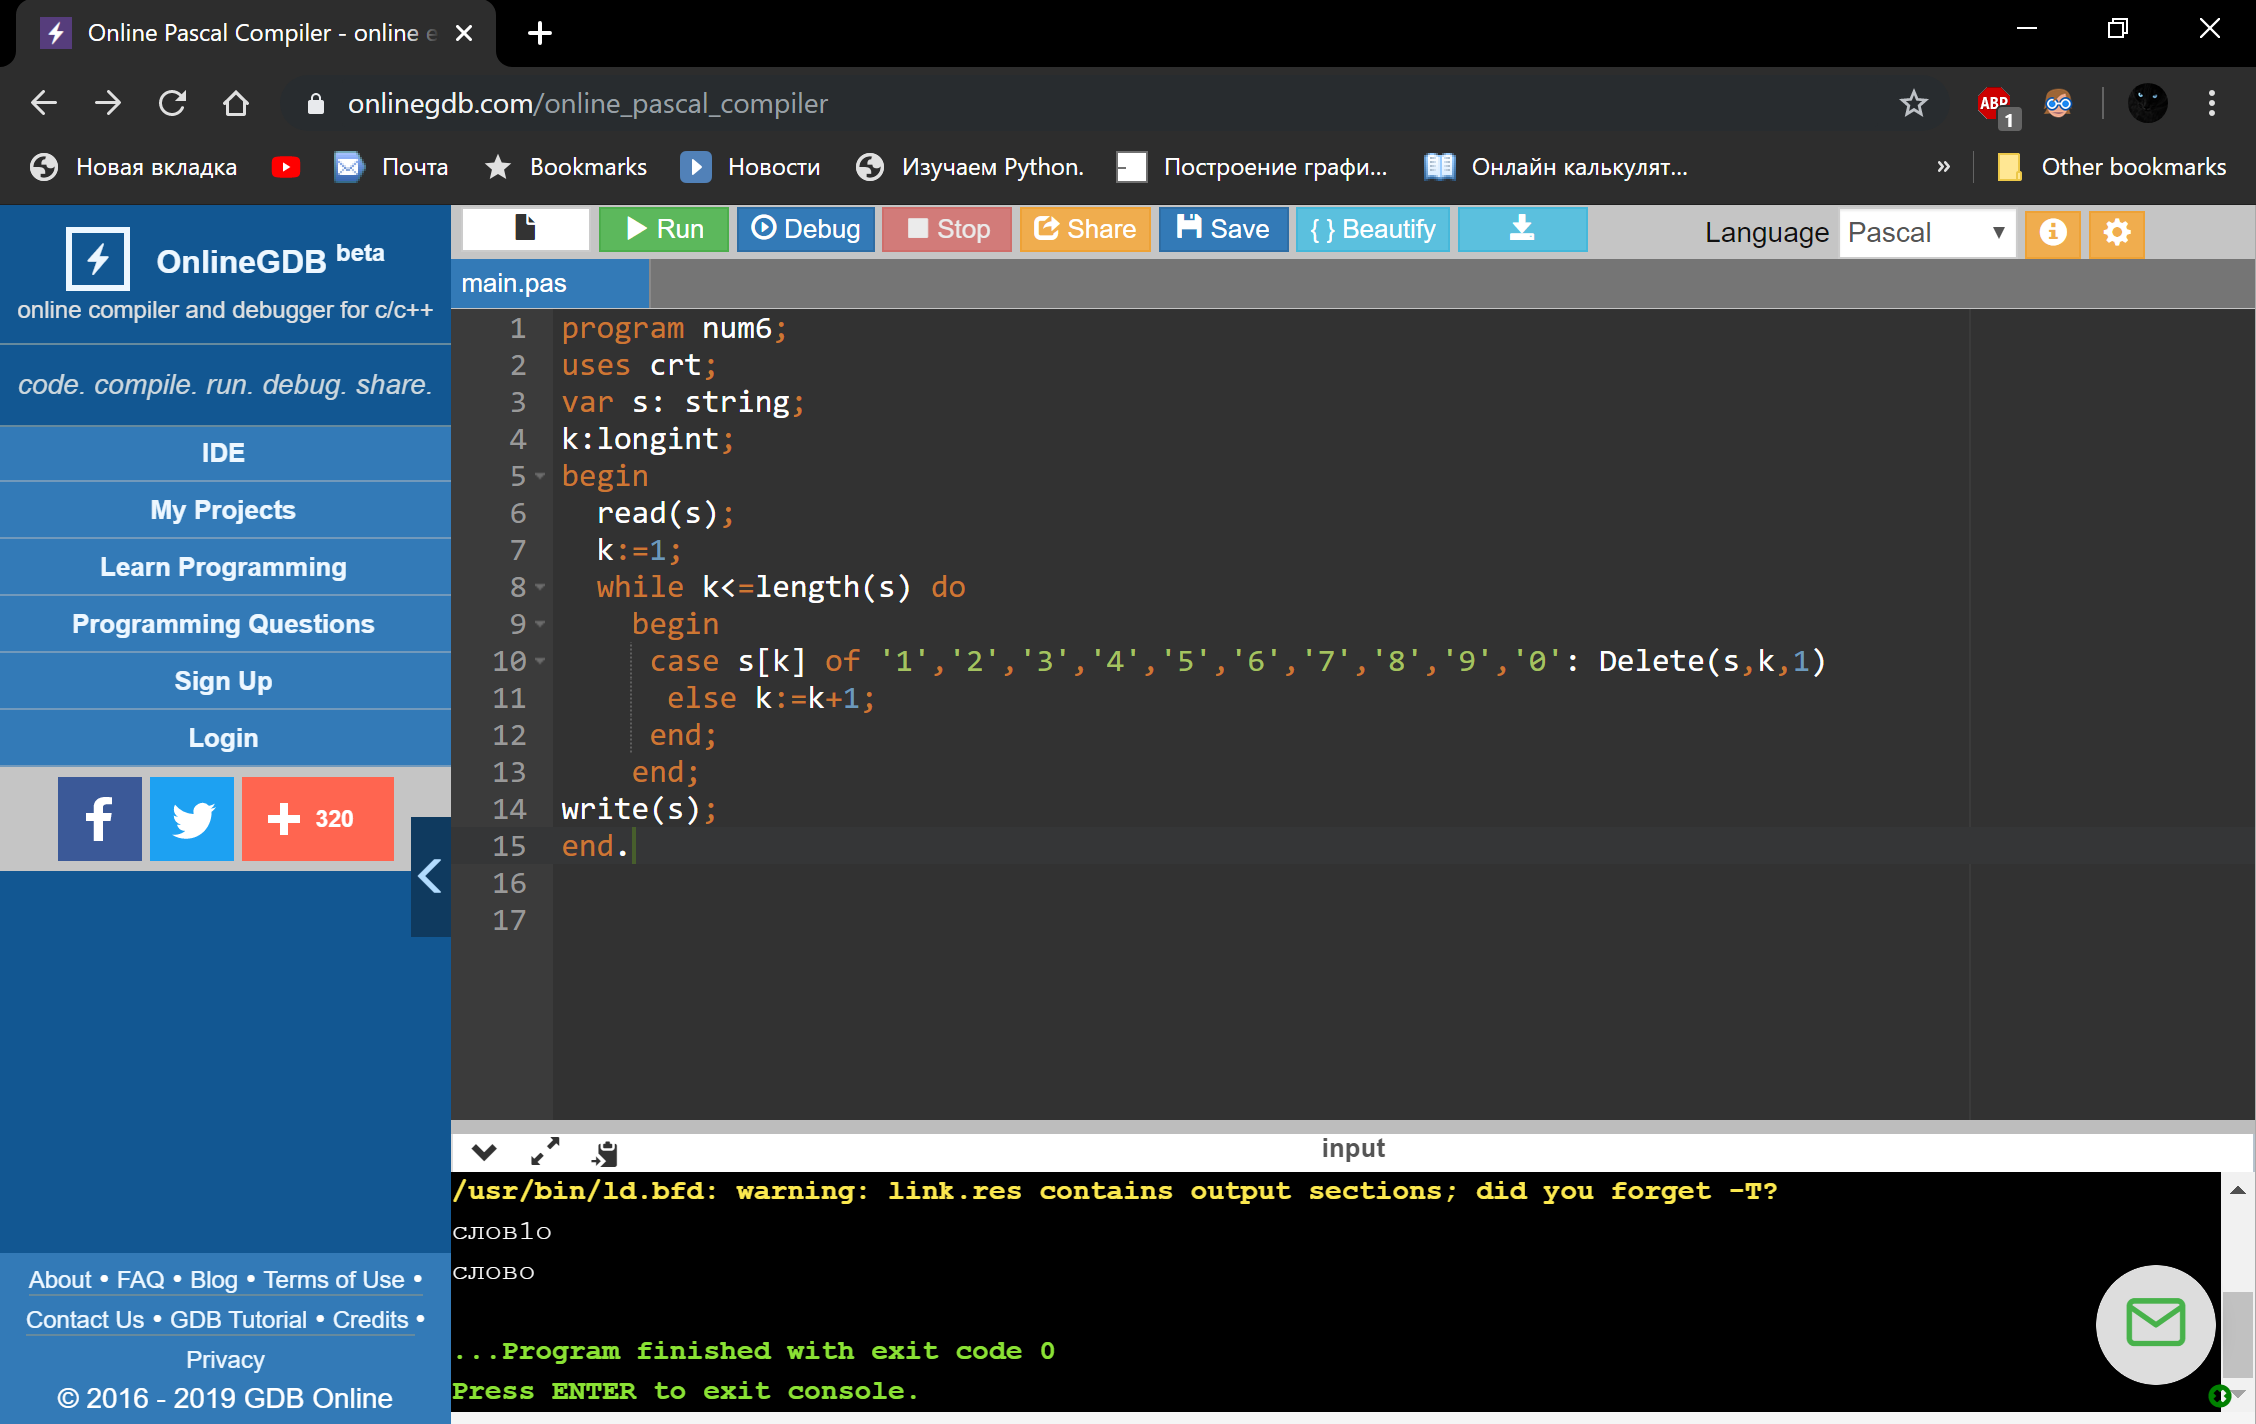 Online Pascal Compiler - online e
onlinegdb.com/online_pascal_compiler
ABP
1
Новая вкладка
Почта
Bookmarks
Новости
Изучаем Python.
Построение графи...
Онлайн калькулят...
»
Other bookmarks
OnlineGDB beta
online compiler and debugger for c/c++
code. compile. run. debug. share.
IDE
My Projects
Learn Programming
Programming Questions
Sign Up
Login
320
About • FAQ • Blog • Terms of Use •
Contact Us • GDB Tutorial • Credits •
Privacy
© 2016 - 2019 GDB Online
Run
Debug
Stop
Share
Save
{ } Beautify
Language Pascal
main.pas
1 program num6;
2 uses crt;
3 var s: string;
4 k:longint;
5 begin
6 read(s);
7 k:=1;
8 while k<=length(s) do
9 begin
10 case s[k] of '1','2','3','4','5','6','7','8','9','0': Delete(s,k,1)
11 else k:=k+1;
12 end;
13 end;
14 write(s);
15 end.
16
17
input
/usr/bin/ld.bfd: warning: link.res contains output sections; did you forget -T?
слов1о
слово
...Program finished with exit code 0
Press ENTER to exit console.